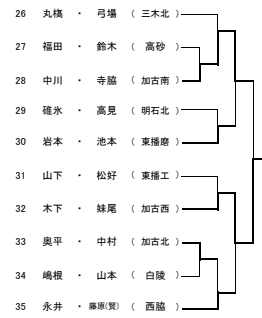 26 丸橋 ・ 弓場 ( 三木北 )
27 福田 ・ 鈴木 ( 高砂 )
28 中川 ・ 寺脇 ( 加古南 )
29 碓氷 ・ 高見 ( 明石北 )
30 岩本 ・ 池本 ( 東播磨 )
31 山下 ・ 松好 ( 東播工 )
32 木下 ・ 妹尾 ( 加古西 )
33 奥平 ・ 中村 ( 加古北 )
34 嶋根 ・ 山本 ( 白陵 )
35 永井 ・ 藤原(賢) ( 西脇 )